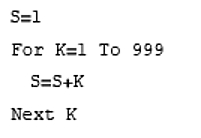 S=1
For K=1 To 999
S=S+K
Next K